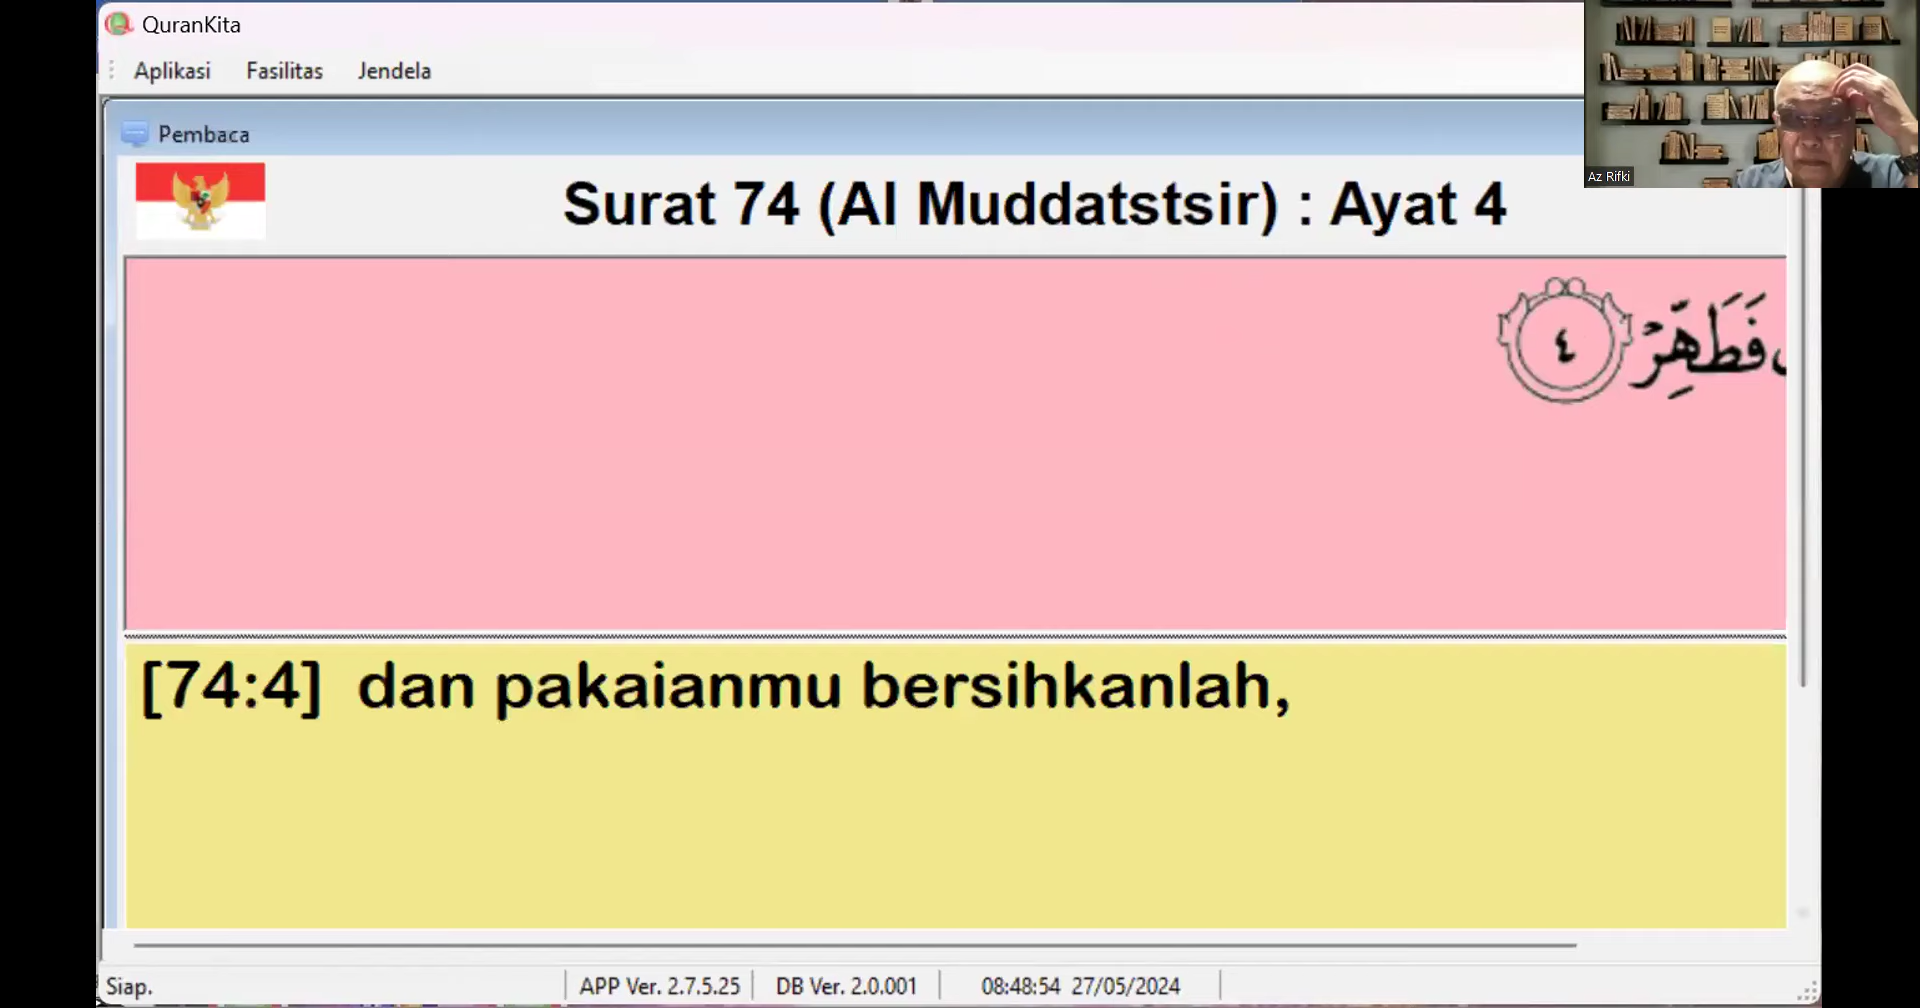 QuranKita
Aplikasi Fasilitas Jendela
Pembaca
Az Rifki
Surat 74 (Al Muddatstsir) : Ayat 4
فَطَهِّرْ ٤
[74:4] dan pakaianmu bersihkanlah,
Siap. APP Ver. 2.7.5.25 DB Ver. 2.0.001 08:48:54 27/05/2024